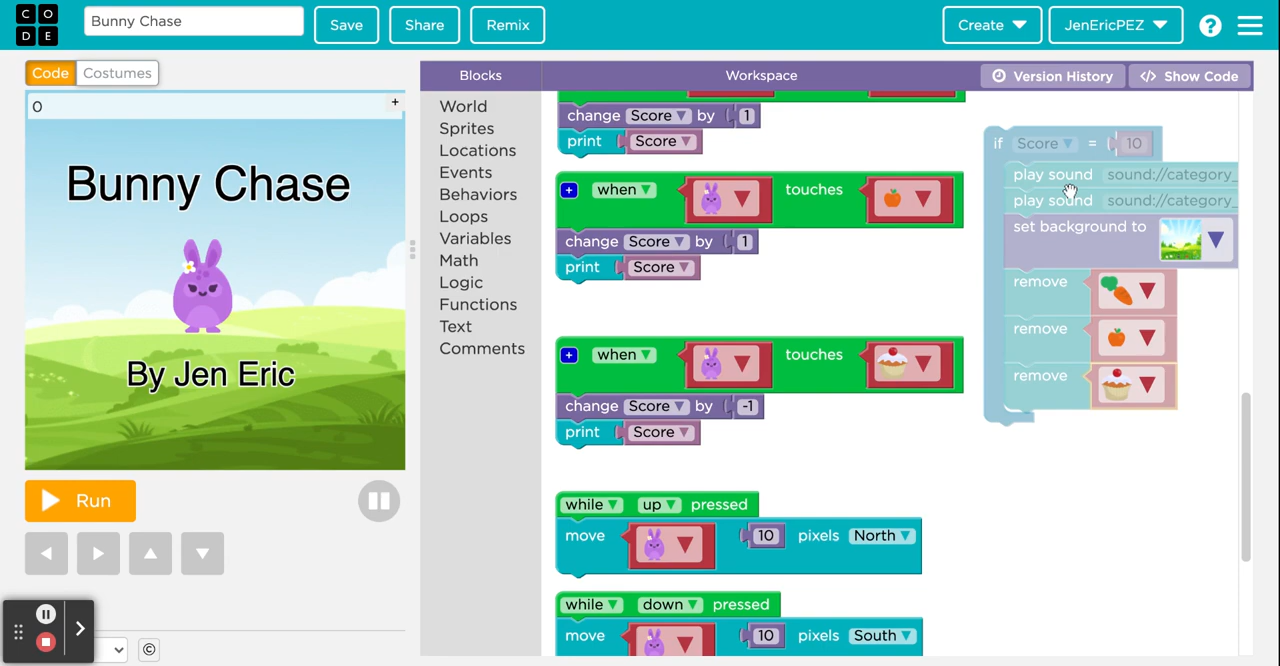 C O
D E
Bunny Chase
Save
Share
Remix
Create
JenEricPEZ
?
Code
Costumes
Blocks
Workspace
Version History
</> Show Code
0
+
Bunny Chase
By Jen Eric
Run
©
World
Sprites
Locations
Events
Behaviors
Loops
Variables
Math
Logic
Functions
Text
Comments
change Score by 1
print Score
+ when touches
change Score by 1
print Score
+ when touches
change Score by -1
print Score
while up pressed
move 10 pixels North
while down pressed
move 10 pixels South
if Score = 10
play sound sound://category_
play sound sound://category_
set background to
remove
remove
remove